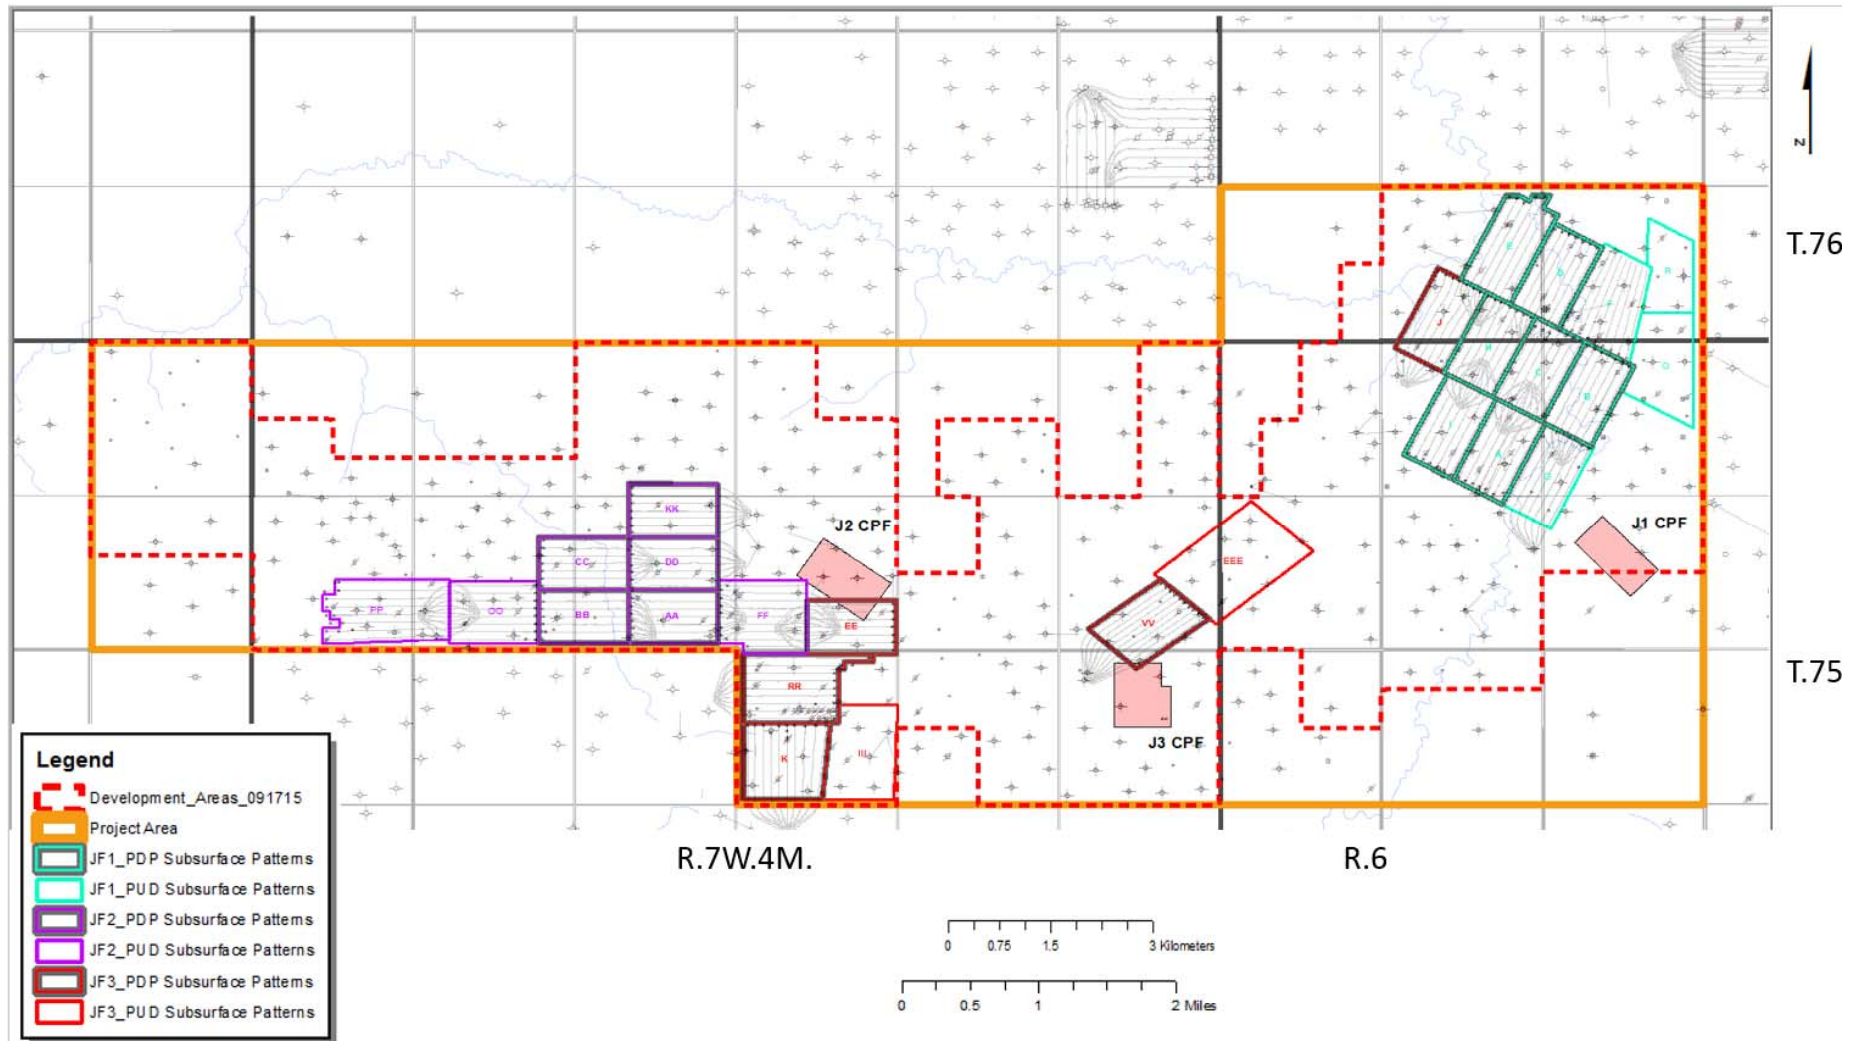 T.76
E
D
F
R
J
H
C
O
B
I
A
G
J1 CPF
KK
J2 CPF
CC
DD
EEE
PP
OO
BB
AA
FF
EE
VV
T.75
RR
K
J3 CPF
Legend
Development_Areas_091715
Project Area
JF1_PDP Subsurface Patterns
JF1_PUD Subsurface Patterns
JF2_PDP Subsurface Patterns
JF2_PUD Subsurface Patterns
JF3_PDP Subsurface Patterns
JF3_PUD Subsurface Patterns
R.7W.4M.
R.6
0 0.75 1.5 3 Kilometers
0 0.5 1 2 Miles
N